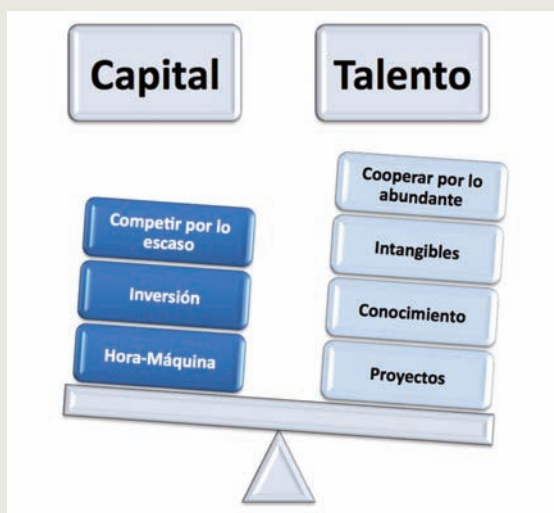 Capital
Talento
Competir por lo
escaso
Inversión
Hora-Máquina
Cooperar por lo
abundante
Intangibles
Conocimiento
Proyectos